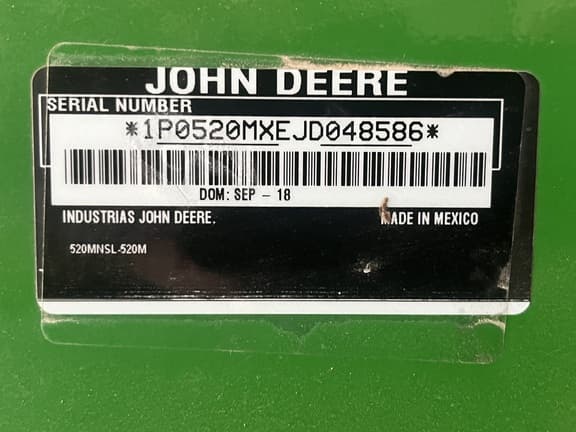 JOHN DEERE
SERIAL NUMBER
*1P0520MXEJD048586*
DOM: SEP - 18
INDUSTRIAS JOHN DEERE. MADE IN MEXICO
520MNSL-520M